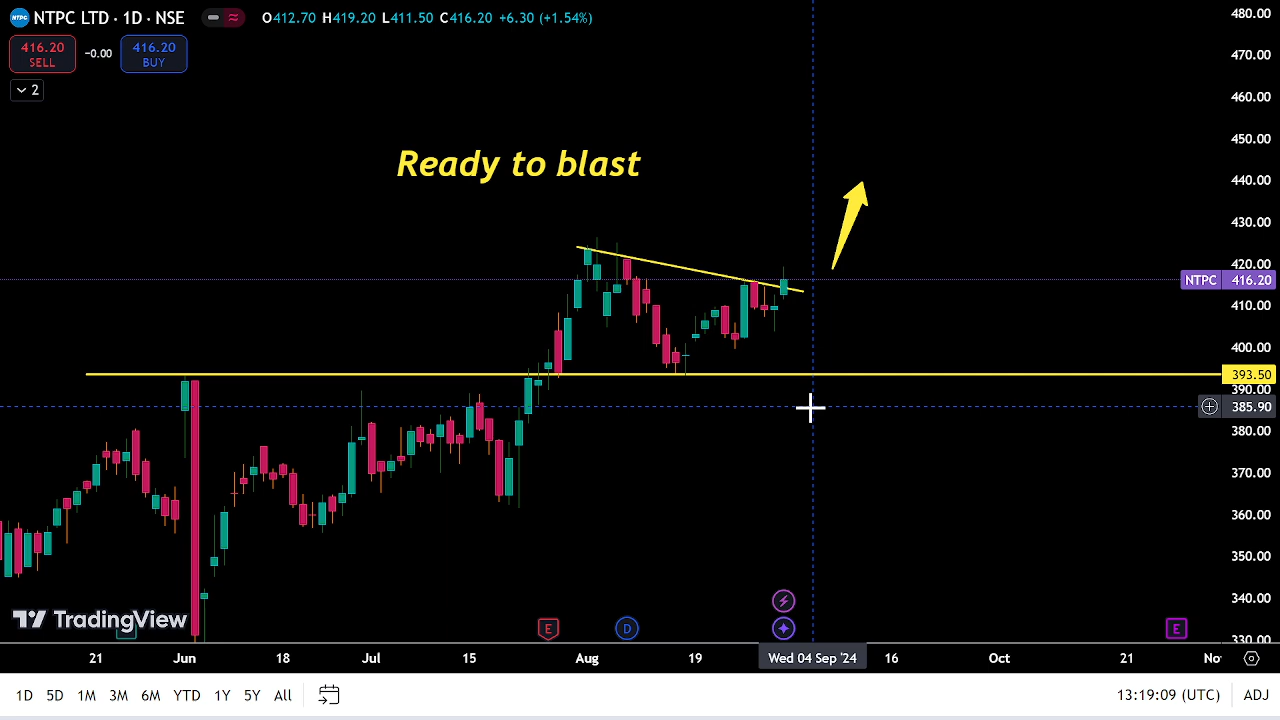 NTPC LTD · 1D · NSE
O412.70 H419.20 L411.50 C416.20 +6.30 (+1.54%)
416.20
SELL
-0.00
416.20
BUY
2
Ready to blast
480.00
470.00
460.00
450.00
440.00
430.00
420.00
NTPC 416.20
410.00
400.00
393.50
390.00
385.90
380.00
370.00
360.00
350.00
340.00
330.00
TradingView
E
D
E
21
Jun
18
Jul
15
Aug
19
Wed 04 Sep '24
16
Oct
21
No
1D 5D 1M 3M 6M YTD 1Y 5Y All
13:19:09 (UTC)
ADJ